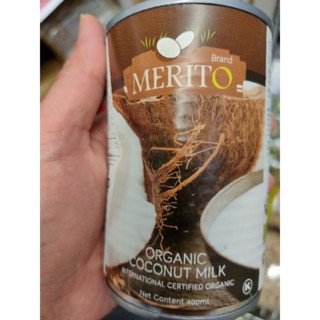 Brand
MERITO
ORGANIC
COCONUT MILK
INTERNATIONAL CERTIFIED ORGANIC
K
Net Content 400ml